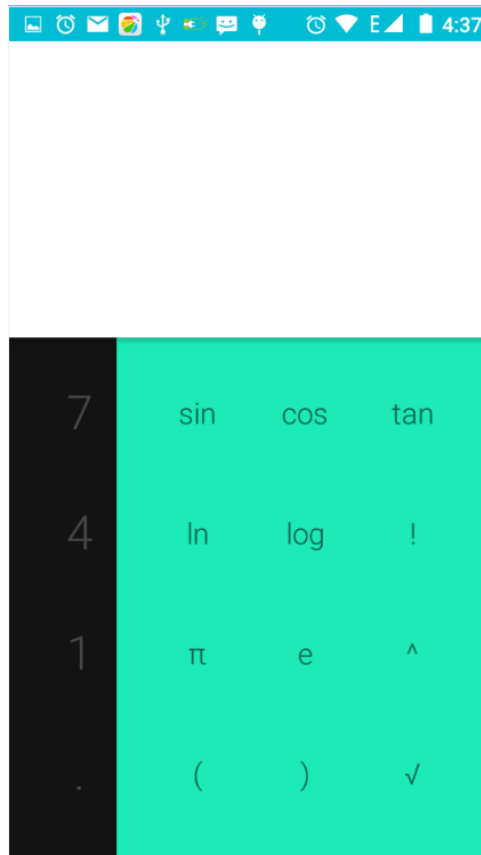 E 4:37
7 sin cos tan
4 ln log !
1 π e ^
. ( ) √